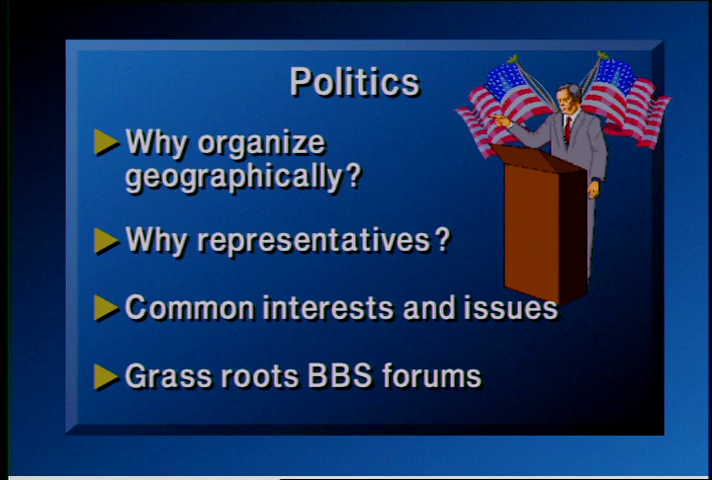 Politics
Why organize
geographically?
Why representatives?
Common interests and issues
Grass roots BBS forums